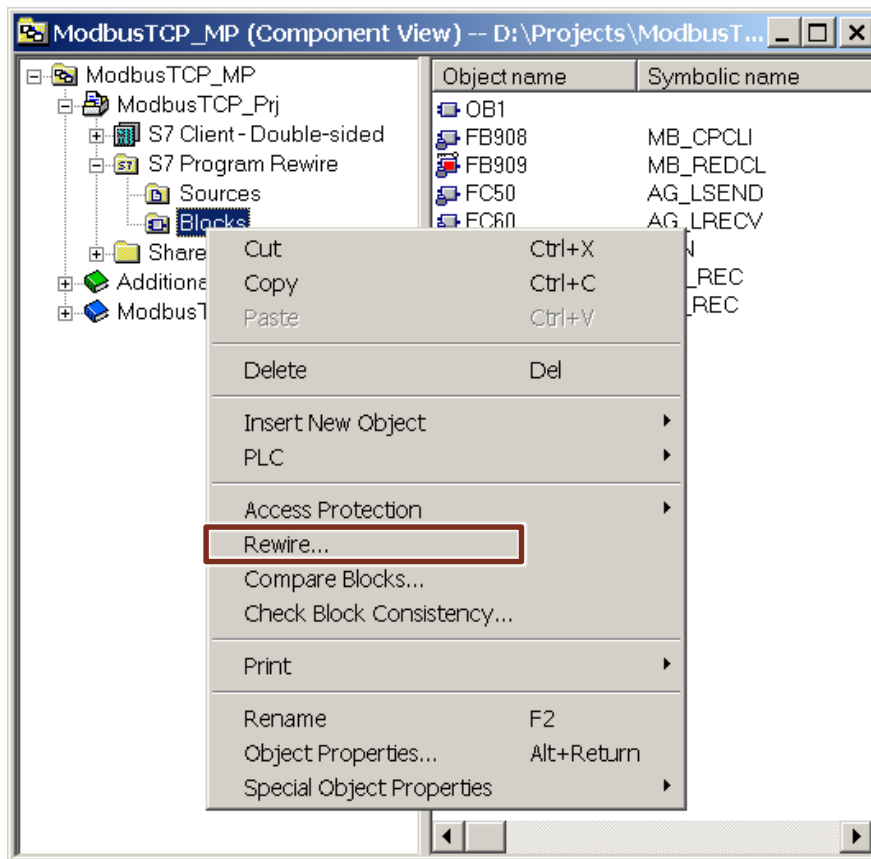 ModbusTCP_MP (Component View) -- D:\Projects\ModbusT...
ModbusTCP_MP
ModbusTCP_Prj
S7 Client-Double-sided
S7 Program Rewire
Sources
Blocks
Share
Additiona
ModbusT
Object name Symbolic name
OB1
FB908 MB_CPCLI
FB909 MB_REDCL
FC50 AG_LSEND
FC60 AG_LRECV
_REC
_REC
Cut Ctrl+X
Copy Ctrl+C
Paste Ctrl+V
Delete Del
Insert New Object
PLC
Access Protection
Rewire...
Compare Blocks...
Check Block Consistency...
Print
Rename F2
Object Properties... Alt+Return
Special Object Properties